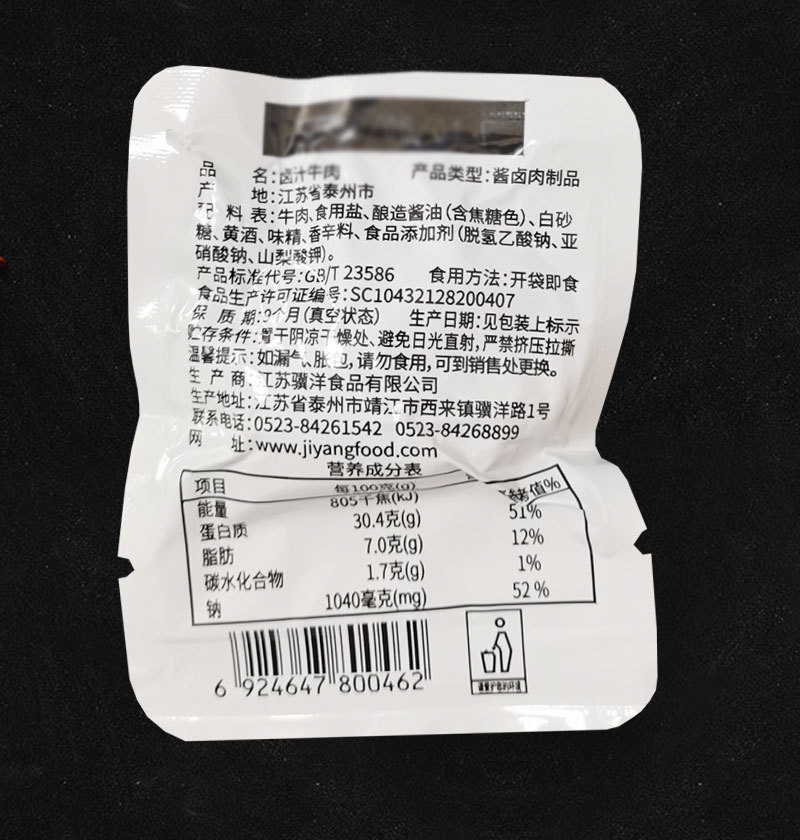 品 名:卤汁牛肉 产品类型:酱卤肉制品
产 地:江苏省泰州市
配 料 表:牛肉、食用盐、酿造酱油(含焦糖色)、白砂
糖、黄酒、味精、香辛料、食品添加剂(脱氢乙酸钠、亚
硝酸钠、山梨酸钾)。
产品标准代号:GB/T 23586 食用方法:开袋即食
食品生产许可证编号:SC10432128200407
保 质 期:9个月(真空状态) 生产日期:见包装上标示
贮存条件:置于阴凉干燥处、避免日光直射,严禁挤压拉撕
温馨提示:如漏气、胀包,请勿食用,可到销售处更换。
生 产 商:江苏骥洋食品有限公司
生产地址:江苏省泰州市靖江市西来镇骥洋路1号
联系电话:0523-84261542 0523-84268899
网 址:www.jiyangfood.com
营养成分表
项目 每100克(g) 值%
能量 805千焦(kJ)
蛋白质 30.4克(g) 51%
脂肪 7.0克(g) 12%
碳水化合物 1.7克(g) 1%
钠 1040毫克(mg) 52 %
6 924647 800462